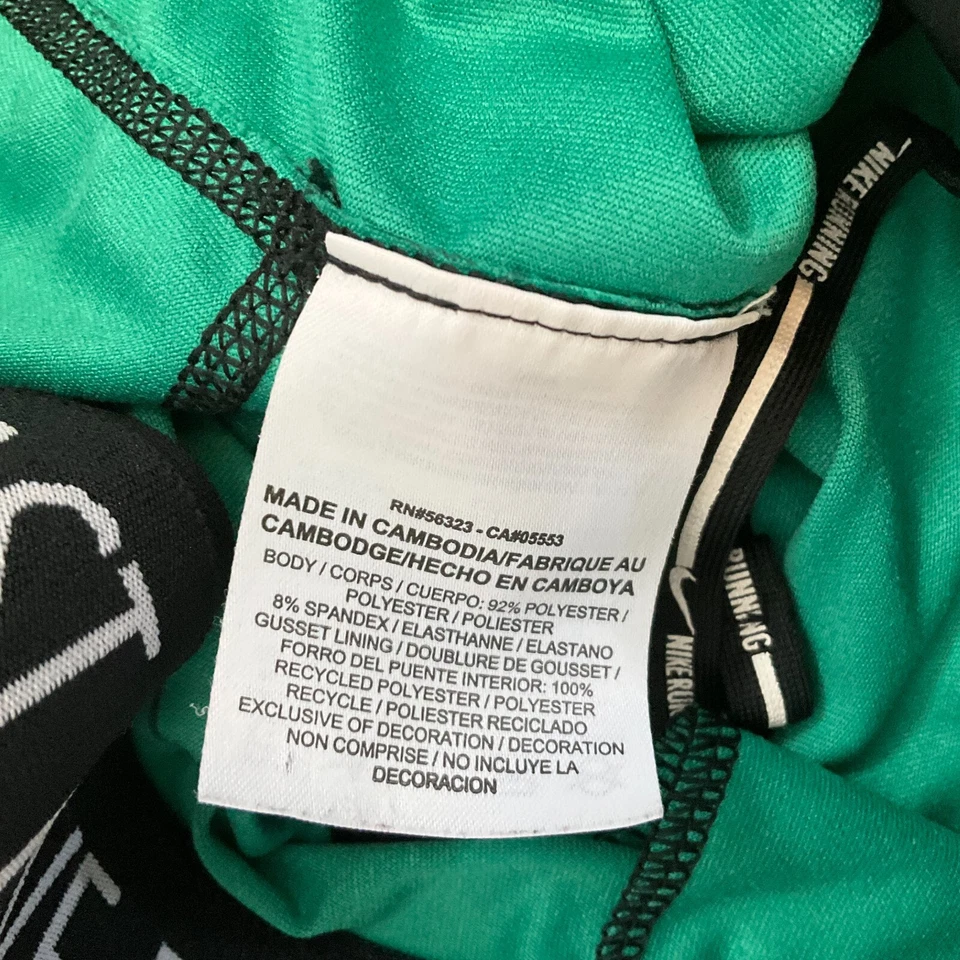 RN#56323 - CA#05553
MADE IN CAMBODIA/FABRIQUE AU
CAMBODGE/HECHO EN CAMBOYA
BODY / CORPS / CUERPO: 92% POLYESTER /
POLYESTER / POLIESTER
8% SPANDEX / ELASTHANNE / ELASTANO
GUSSET LINING / DOUBLURE DE GOUSSET /
FORRO DEL PUENTE INTERIOR: 100%
RECYCLED POLYESTER / POLYESTER
RECYCLE / POLIESTER RECICLADO
EXCLUSIVE OF DECORATION / DECORATION
NON COMPRISE / NO INCLUYE LA
DECORACION
NIKE RUNNING
RUNNING
NIKE RUN